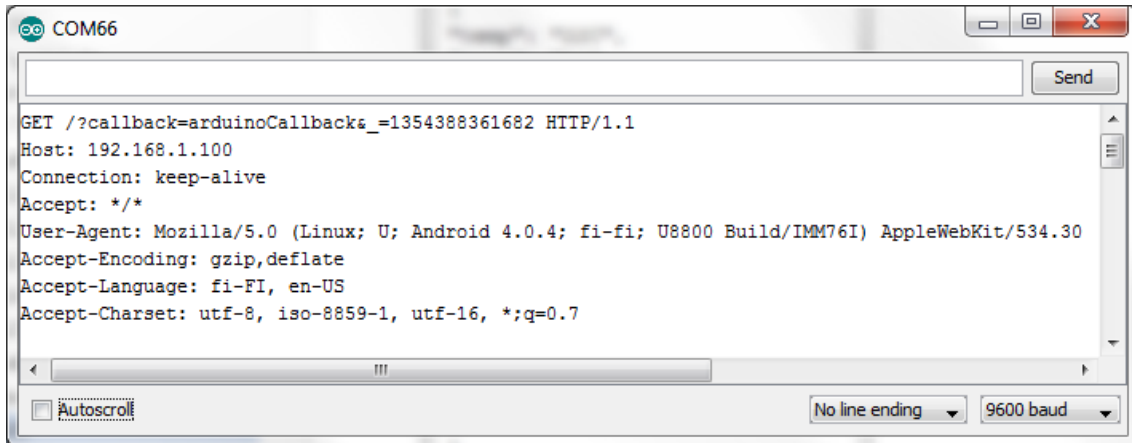 COM66
Send
GET /?callback=arduinoCallback&_=1354388361682 HTTP/1.1
Host: 192.168.1.100
Connection: keep-alive
Accept: */*
User-Agent: Mozilla/5.0 (Linux; U; Android 4.0.4; fi-fi; U8800 Build/IMM76I) AppleWebKit/534.30
Accept-Encoding: gzip,deflate
Accept-Language: fi-FI, en-US
Accept-Charset: utf-8, iso-8859-1, utf-16, *;q=0.7
Autoscroll
No line ending
9600 baud